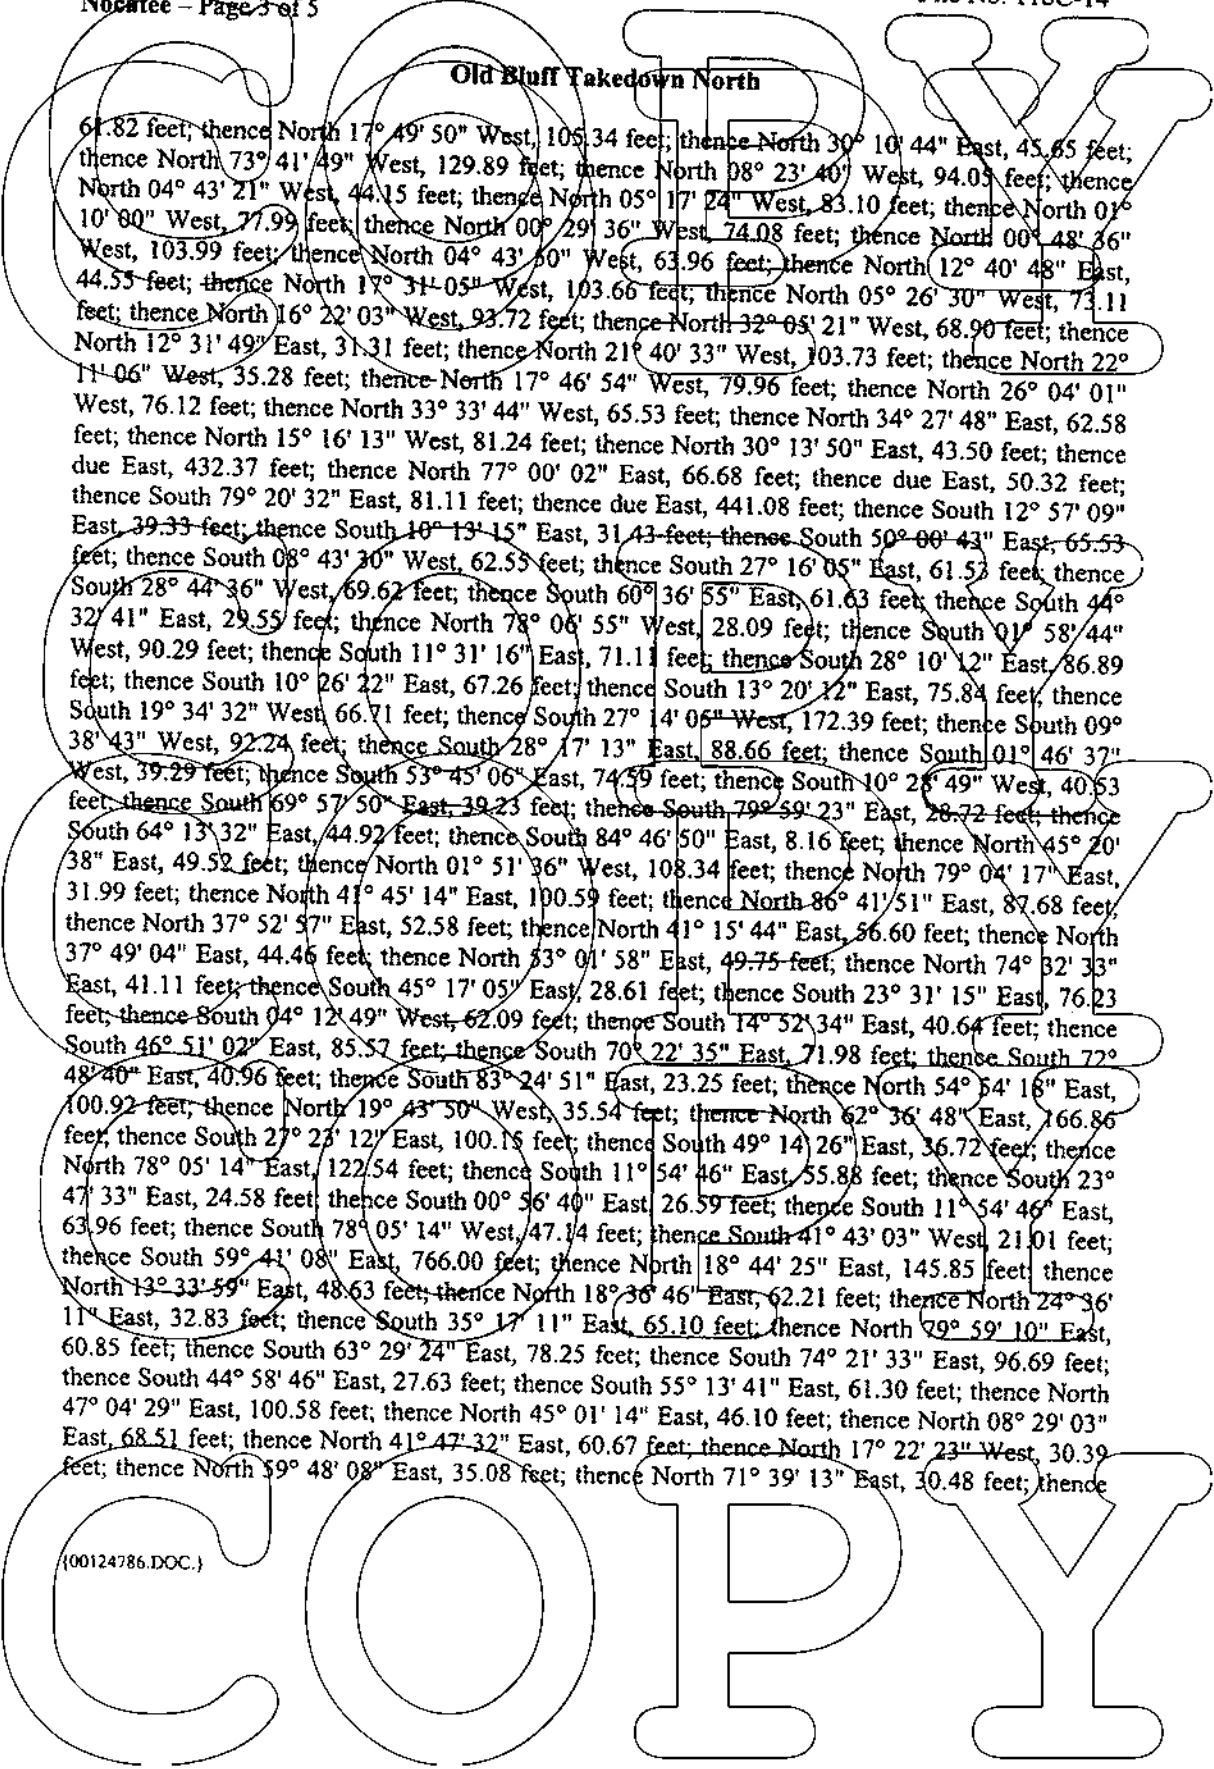 Nocatee – Page 3 of 5
File No. 118C-14
Old Bluff Takedown North
61.82 feet; thence North 17° 49' 50" West, 105.34 feet; thence North 30° 10' 44" East, 45.65 feet;
thence North 73° 41' 49" West, 129.89 feet; thence North 08° 23' 40" West, 94.05 feet; thence
North 04° 43' 21" West, 44.15 feet; thence North 05° 17' 24" West, 83.10 feet; thence North 01°
10' 00" West, 77.99 feet; thence North 00° 29' 36" West, 74.08 feet; thence North 00° 48' 36"
West, 103.99 feet; thence North 04° 43' 50" West, 63.96 feet; thence North 12° 40' 48" East,
44.55 feet; thence North 17° 31' 05" West, 103.66 feet; thence North 05° 26' 30" West, 73.11
feet; thence North 16° 22' 03" West, 93.72 feet; thence North 32° 05' 21" West, 68.90 feet; thence
North 12° 31' 49" East, 31.31 feet; thence North 21° 40' 33" West, 103.73 feet; thence North 22°
11' 06" West, 35.28 feet; thence North 17° 46' 54" West, 79.96 feet; thence North 26° 04' 01"
West, 76.12 feet; thence North 33° 33' 44" West, 65.53 feet; thence North 34° 27' 48" East, 62.58
feet; thence North 15° 16' 13" West, 81.24 feet; thence North 30° 13' 50" East, 43.50 feet; thence
due East, 432.37 feet; thence North 77° 00' 02" East, 66.68 feet; thence due East, 50.32 feet;
thence South 79° 20' 32" East, 81.11 feet; thence due East, 441.08 feet; thence South 12° 57' 09"
East, 39.33 feet; thence South 10° 13' 15" East, 31.43 feet; thence South 50° 00' 43" East, 65.53
feet; thence South 08° 43' 30" West, 62.55 feet; thence South 27° 16' 05" East, 61.53 feet; thence
South 28° 44' 36" West, 69.62 feet; thence South 60° 36' 55" East, 61.63 feet; thence South 44°
32' 41" East, 29.55 feet; thence North 78° 06' 55" West, 28.09 feet; thence South 01° 58' 44"
West, 90.29 feet; thence South 11° 31' 16" East, 71.11 feet; thence South 28° 10' 12" East, 86.89
feet; thence South 10° 26' 22" East, 67.26 feet; thence South 13° 20' 12" East, 75.84 feet, thence
South 19° 34' 32" West, 66.71 feet; thence South 27° 14' 06" West, 172.39 feet; thence South 09°
38' 43" West, 92.24 feet; thence South 28° 17' 13" East, 88.66 feet; thence South 01° 46' 37"
West, 39.29 feet; thence South 53° 45' 06" East, 74.59 feet; thence South 10° 28' 49" West, 40.53
feet; thence South 69° 57' 50" East, 39.23 feet; thence South 79° 59' 23" East, 28.72 feet; thence
South 64° 13' 32" East, 44.92 feet; thence South 84° 46' 50" East, 8.16 feet; thence North 45° 20'
38" East, 49.52 feet; thence North 01° 51' 36" West, 108.34 feet; thence North 79° 04' 17" East,
31.99 feet; thence North 41° 45' 14" East, 100.59 feet; thence North 86° 41' 51" East, 87.68 feet;
thence North 37° 52' 57" East, 52.58 feet; thence North 41° 15' 44" East, 56.60 feet; thence North
37° 49' 04" East, 44.46 feet; thence North 53° 01' 58" East, 49.75 feet; thence North 74° 32' 33"
East, 41.11 feet; thence South 45° 17' 05" East, 28.61 feet; thence South 23° 31' 15" East, 76.23
feet; thence South 04° 12' 49" West, 62.09 feet; thence South 14° 52' 34" East, 40.64 feet; thence
South 46° 51' 02" East, 85.57 feet; thence South 70° 22' 35" East, 71.98 feet; thence South 72°
48' 40" East, 40.96 feet; thence South 83° 24' 51" East, 23.25 feet; thence North 54° 54' 18" East,
100.92 feet; thence North 19° 43' 50" West, 35.54 feet; thence North 62° 36' 48" East, 166.86
feet; thence South 27° 23' 12" East, 100.15 feet; thence South 49° 14' 26" East, 36.72 feet; thence
North 78° 05' 14" East, 122.54 feet; thence South 11° 54' 46" East, 55.88 feet; thence South 23°
47' 33" East, 24.58 feet; thence South 00° 56' 40" East, 26.59 feet; thence South 11° 54' 46" East,
63.96 feet; thence South 78° 05' 14" West, 47.14 feet; thence South 41° 43' 03" West, 21.01 feet;
thence South 59° 41' 08" East, 766.00 feet; thence North 18° 44' 25" East, 145.85 feet; thence
North 13° 33' 59" East, 48.63 feet; thence North 18° 36' 46" East, 62.21 feet; thence North 24° 36'
11" East, 32.83 feet; thence South 35° 17' 11" East, 65.10 feet; thence North 79° 59' 10" East,
60.85 feet; thence South 63° 29' 24" East, 78.25 feet; thence South 74° 21' 33" East, 96.69 feet;
thence South 44° 58' 46" East, 27.63 feet; thence South 55° 13' 41" East, 61.30 feet; thence North
47° 04' 29" East, 100.58 feet; thence North 45° 01' 14" East, 46.10 feet; thence North 08° 29' 03"
East, 68.51 feet; thence North 41° 47' 32" East, 60.67 feet; thence North 17° 22' 23" West, 30.39
feet; thence North 59° 48' 08" East, 35.08 feet; thence North 71° 39' 13" East, 30.48 feet; thence
{00124786.DOC.}
COPY
COPY
COPY
COPY
COPY
COPY